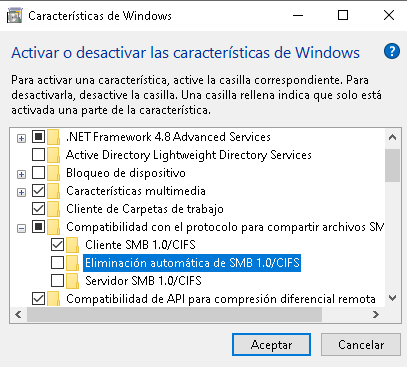 Características de Windows
Activar o desactivar las características de Windows
?
Para activar una característica, active la casilla correspondiente. Para
desactivarla, desactive la casilla. Una casilla rellena indica que solo está
activada una parte de la característica.
.NET Framework 4.8 Advanced Services
Active Directory Lightweight Directory Services
Bloqueo de dispositivo
Características multimedia
Cliente de Carpetas de trabajo
Compatibilidad con el protocolo para compartir archivos SM
Cliente SMB 1.0/CIFS
Eliminación automática de SMB 1.0/CIFS
Servidor SMB 1.0/CIFS
Compatibilidad de API para compresión diferencial remota
Aceptar
Cancelar